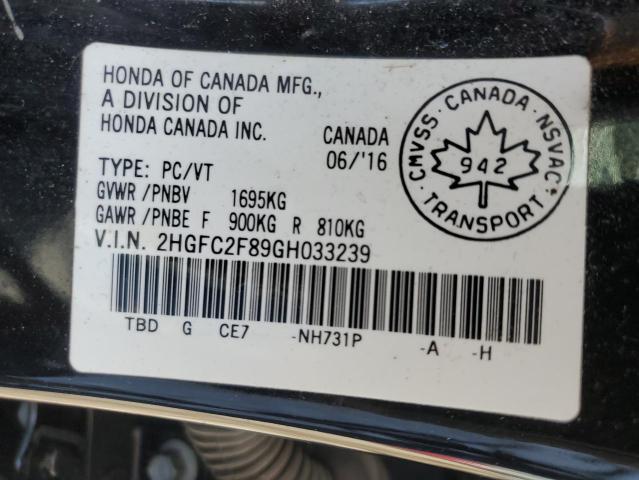 HONDA OF CANADA MFG.,
A DIVISION OF
HONDA CANADA INC. CANADA
06/'16
TYPE: PC/VT
GVWR /PNBV 1695KG
GAWR /PNBE F 900KG R 810KG
V.I.N. 2HGFC2F89GH033239
TBD G CE7 -NH731P -A -H
CMVSS · CANADA · NSVAC
942
TRANSPORT